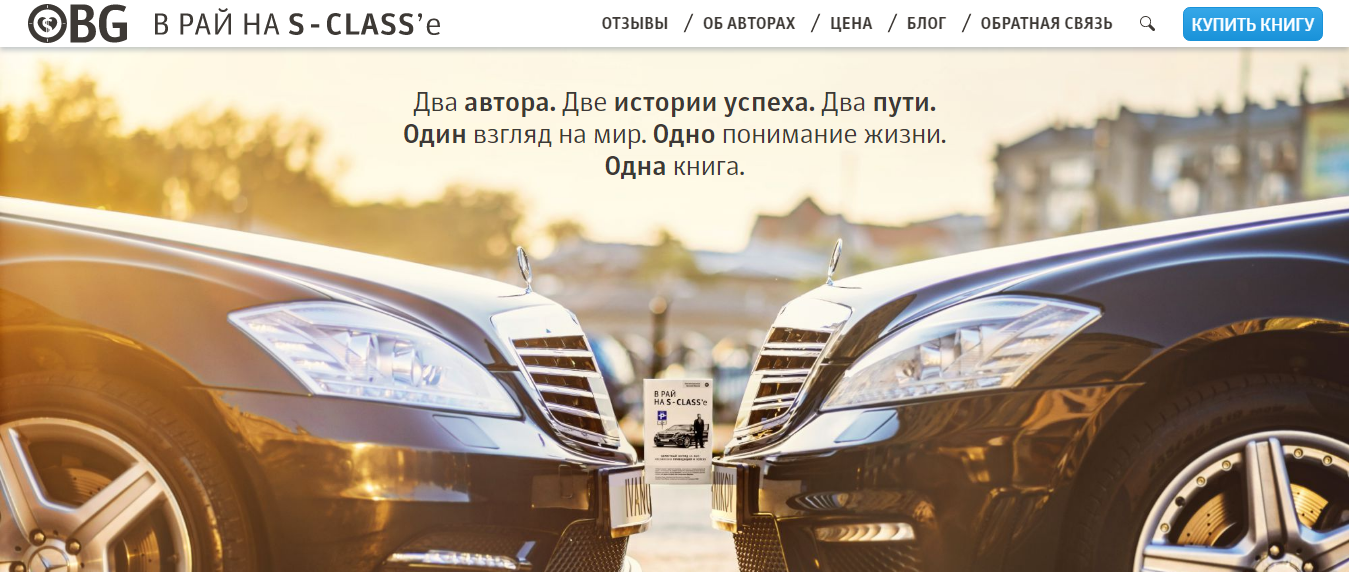 OBG
В РАЙ НА S-CLASS'е
ОТЗЫВЫ / ОБ АВТОРАХ / ЦЕНА / БЛОГ / ОБРАТНАЯ СВЯЗЬ
КУПИТЬ КНИГУ
Два автора. Две истории успеха. Два пути.
Один взгляд на мир. Одно понимание жизни.
Одна книга.
В РАЙ
НА S-CLASS'е